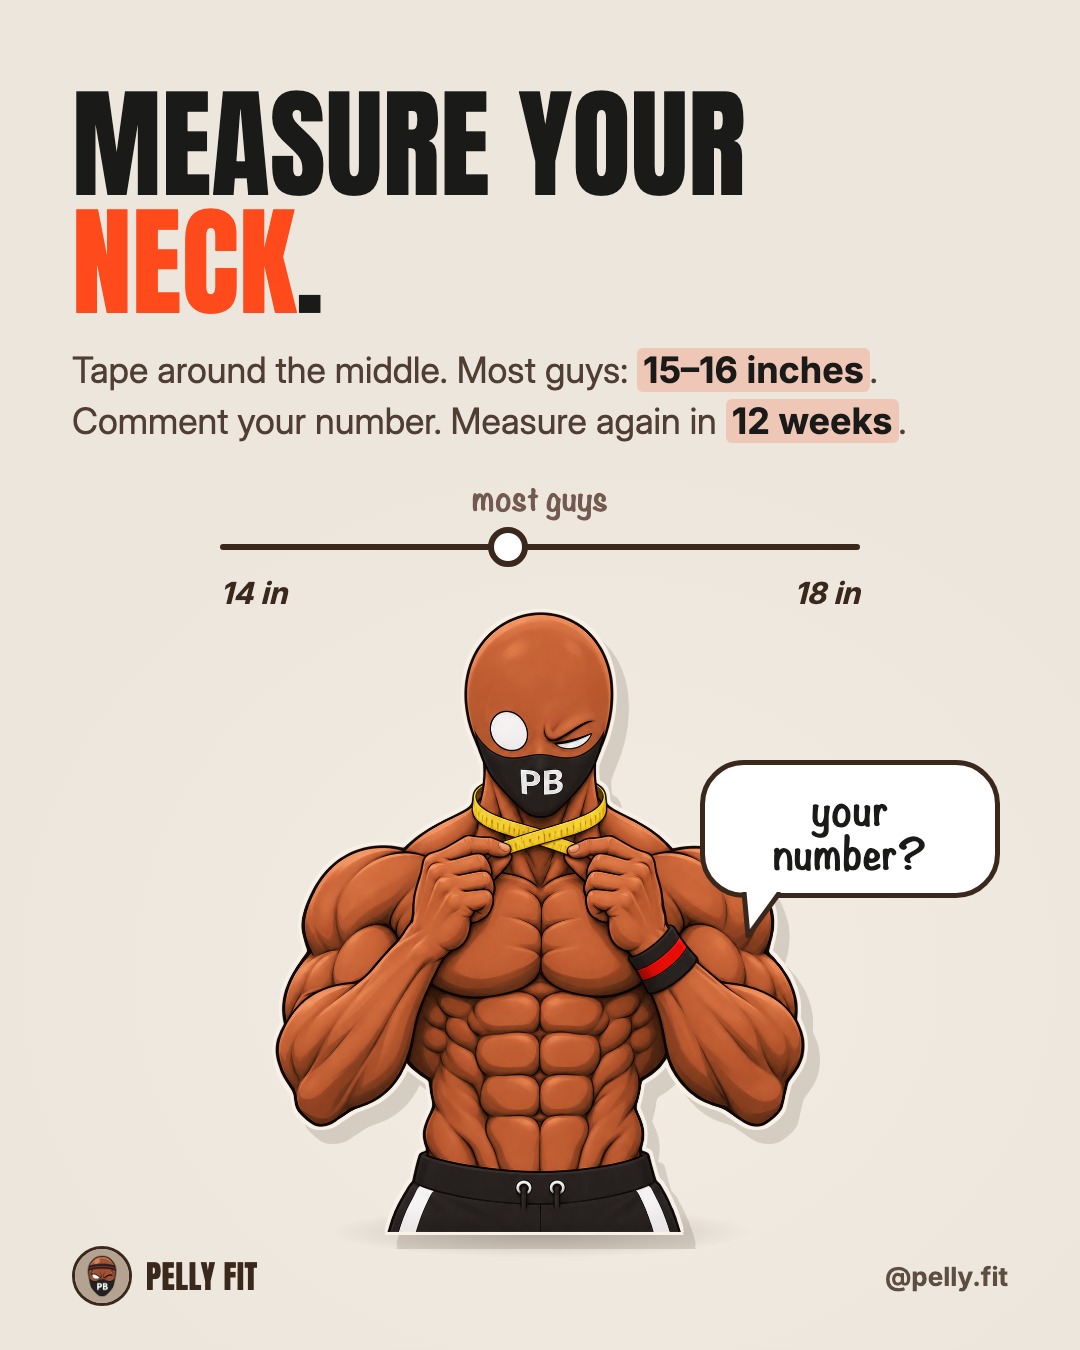 MEASURE YOUR
NECK.
Tape around the middle. Most guys: 15–16 inches.
Comment your number. Measure again in 12 weeks.
most guys
14 in
18 in
PB
your
number?
PB
PELLY FIT
@pelly.fit